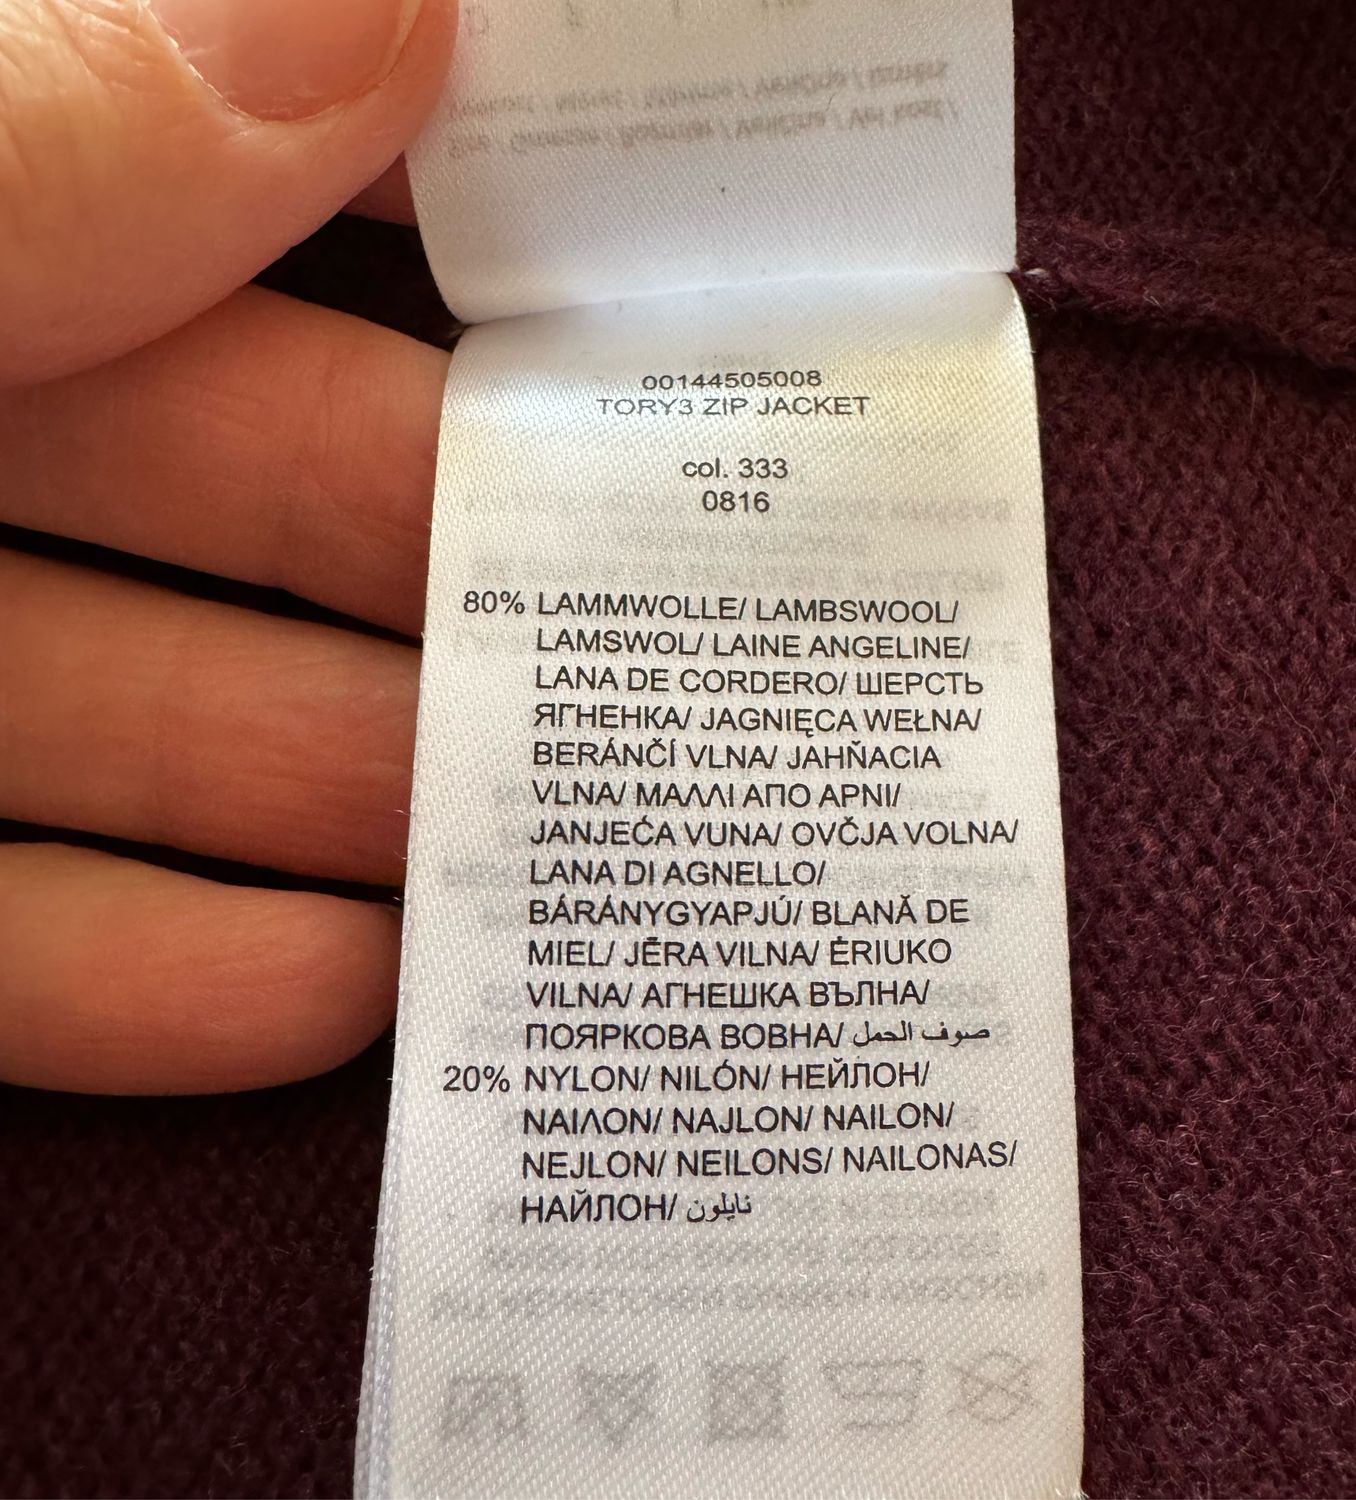 00144505008
TORY3 ZIP JACKET
col. 333
0816
80% LAMMWOLLE/ LAMBSWOOL/
LAMSWOL/ LAINE ANGELINE/
LANA DE CORDERO/ ШЕРСТЬ
ЯГНЕНКА/ JAGNIĘCA WEŁNA/
BERÁNČÍ VLNA/ JAHŇACIA
VLNA/ ΜΑΛΛΙ ΑΠΟ ΑΡΝΙ/
JANJEĆA VUNA/ OVČJA VOLNA/
LANA DI AGNELLO/
BÁRÁNYGYAPJÚ/ BLANĂ DE
MIEL/ JĒRA VILNA/ ĖRIUKO
VILNA/ АГНЕШКА ВЪЛНА/
ПОЯРКОВА ВОВНА/ صوف الحمل
20% NYLON/ NILÓN/ НЕЙЛОН/
ΝΑΙΛΟΝ/ NAJLON/ NAILON/
NEJLON/ NEILONS/ NAILONAS/
НАЙЛОН/ نايلون